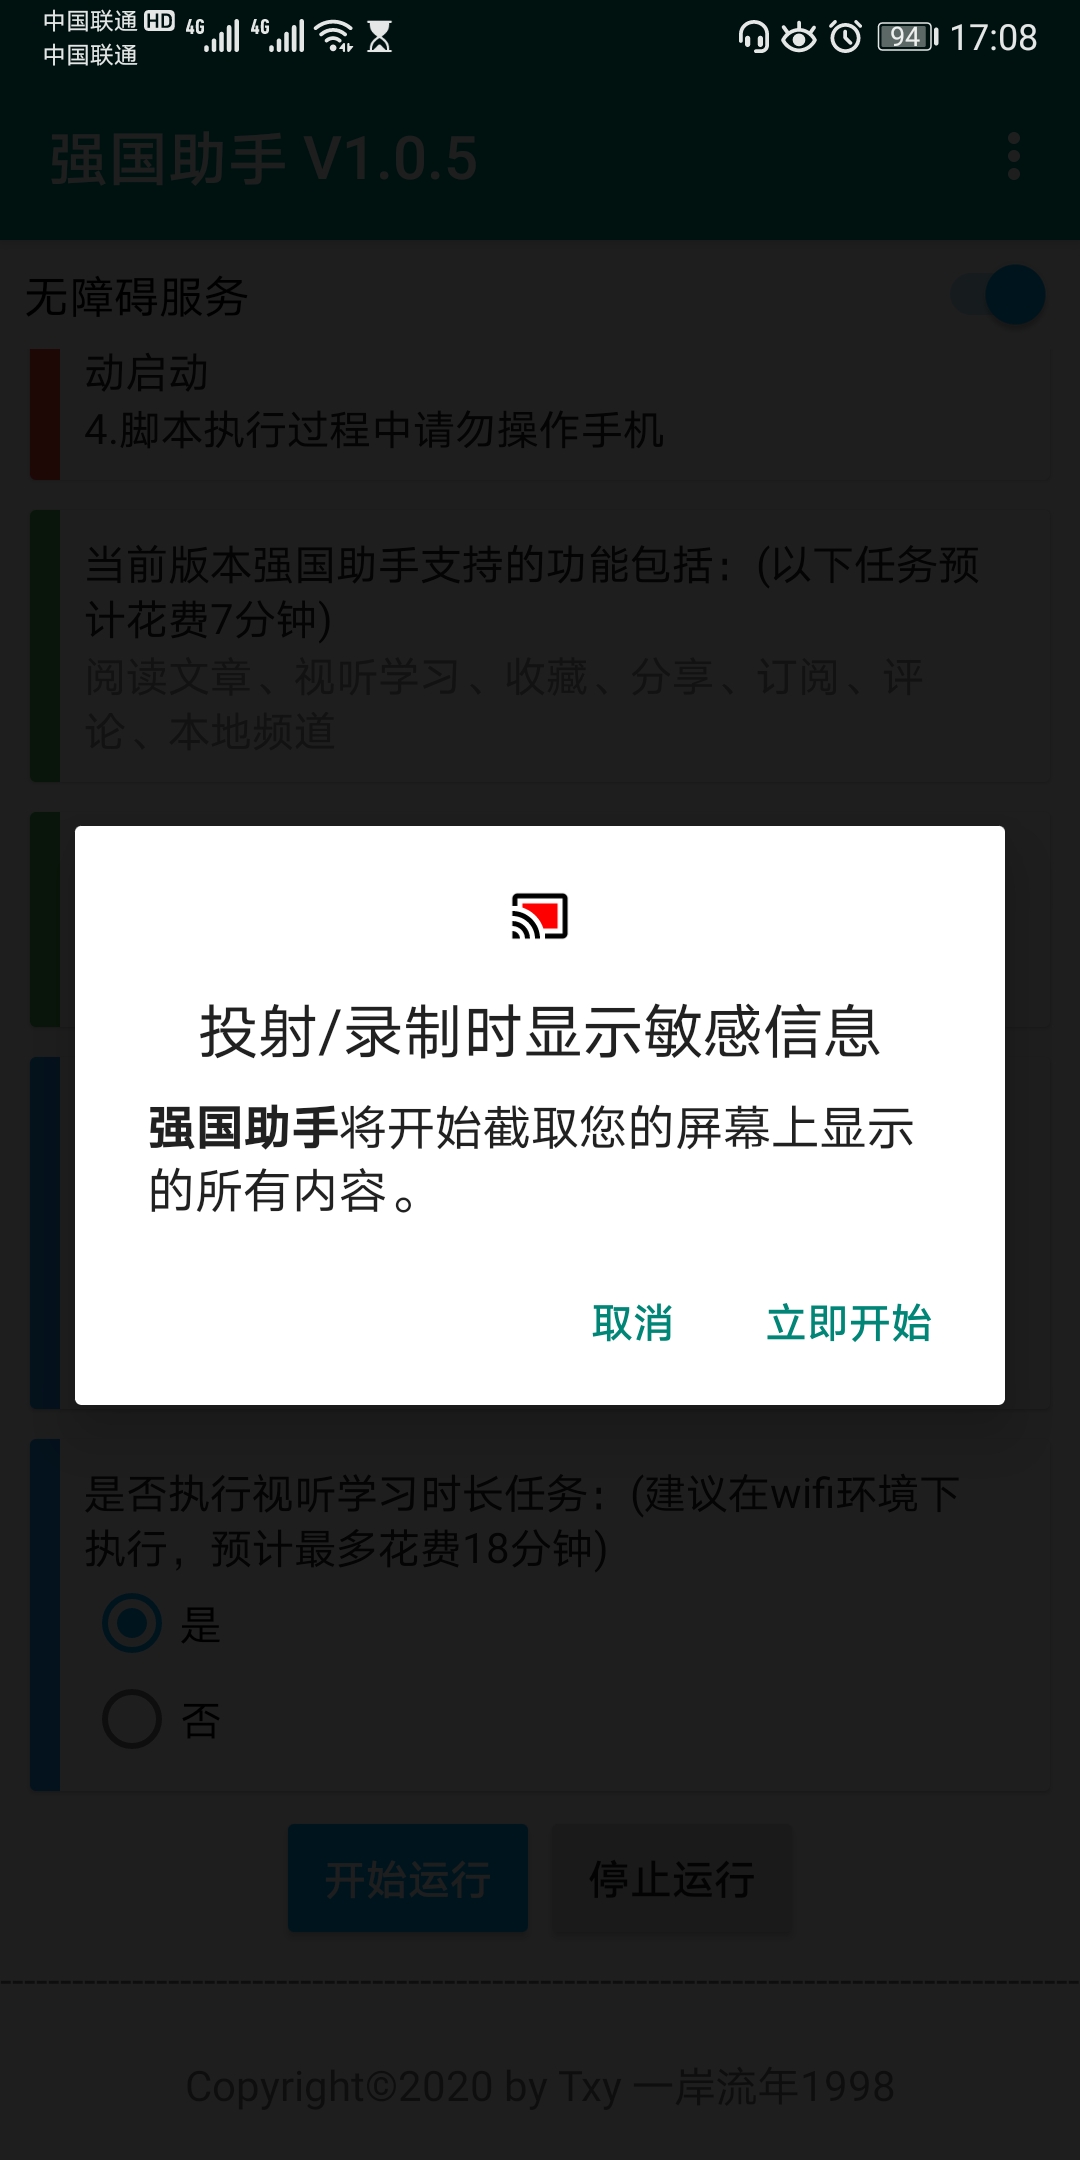 中国联通 HD 4G 4G 94 17:08
中国联通
强国助手 V1.0.5
无障碍服务
动启动
4.脚本执行过程中请勿操作手机
当前版本强国助手支持的功能包括：(以下任务预
计花费7分钟)
阅读文章、视听学习、收藏、分享、订阅、评
论、本地频道
投射/录制时显示敏感信息
强国助手将开始截取您的屏幕上显示
的所有内容。
取消 立即开始
是否执行视听学习时长任务：(建议在wifi环境下
执行，预计最多花费18分钟)
是
否
开始运行 停止运行
Copyright©2020 by Txy 一岸流年1998